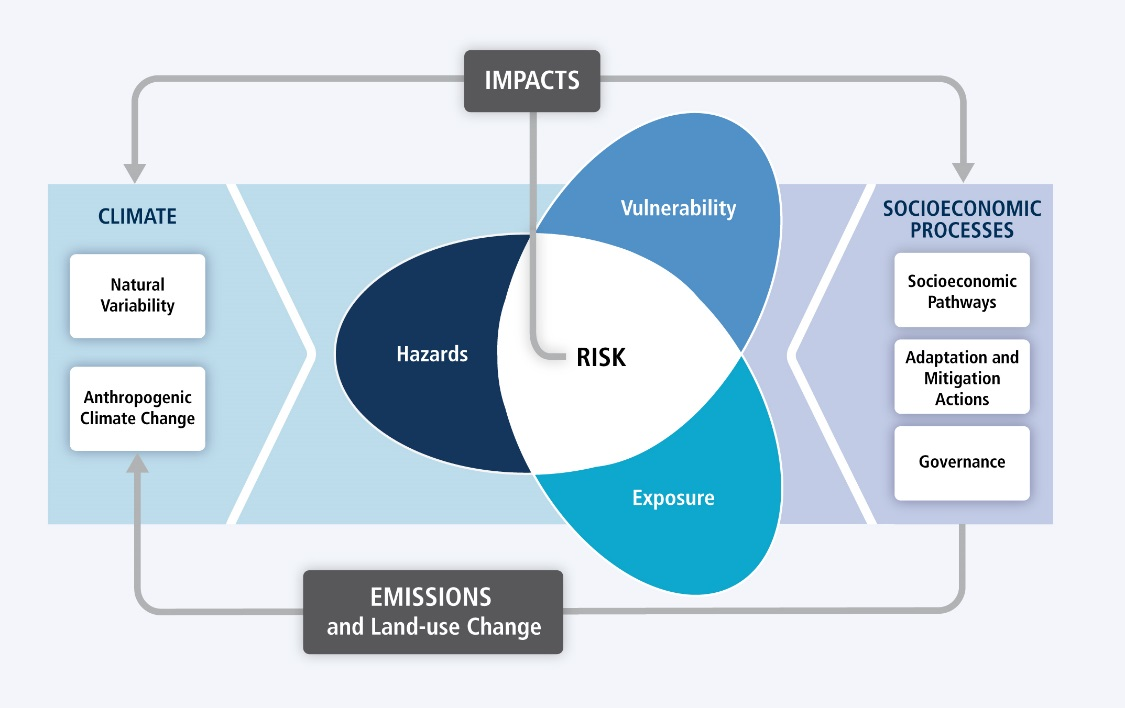 IMPACTS
CLIMATE
Natural
Variability
Anthropogenic
Climate Change
Vulnerability
Hazards
RISK
Exposure
SOCIOECONOMIC
PROCESSES
Socioeconomic
Pathways
Adaptation and
Mitigation
Actions
Governance
EMISSIONS
and Land-use Change